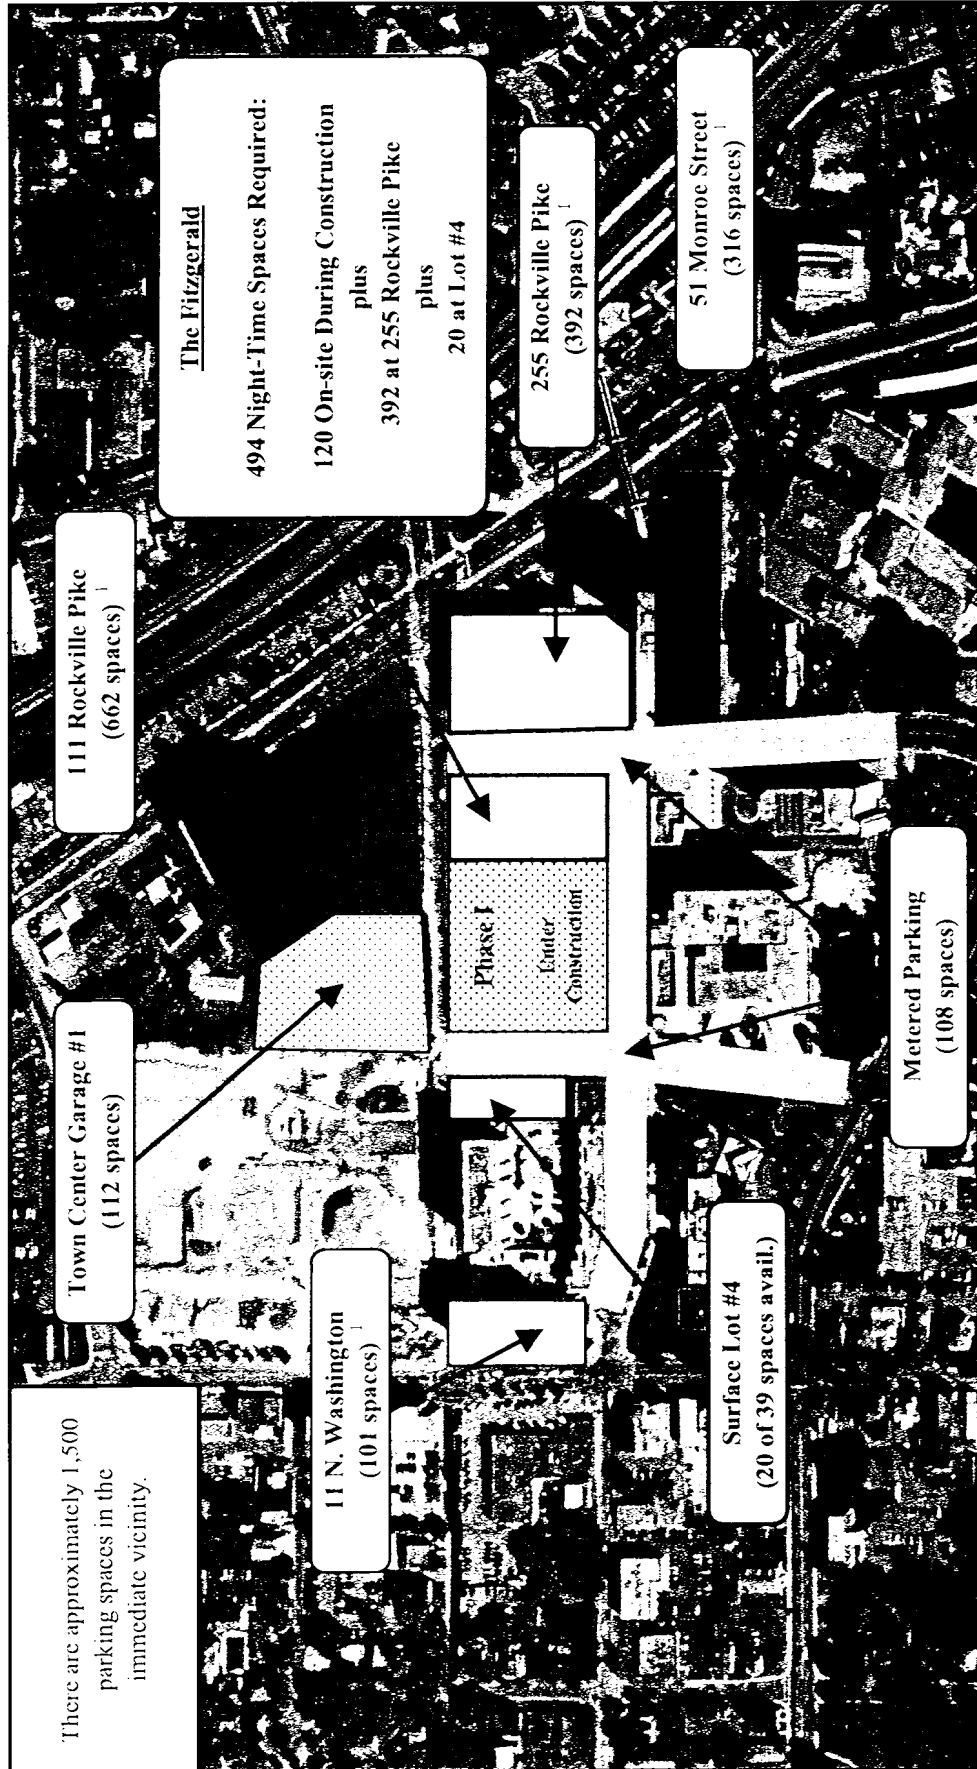 There are approximately 1,500
parking spaces in the
immediate vicinity.
Town Center Garage #1
(112 spaces)
111 Rockville Pike
(662 spaces) 1
The Fitzgerald
494 Night-Time Spaces Required:
120 On-site During Construction
plus
392 at 255 Rockville Pike
plus
20 at Lot #4
11 N. Washington
(101 spaces) 1
255 Rockville Pike
(392 spaces) 1
Phase I
Under
Construction
51 Monroe Street
(316 spaces) 1
Surface Lot #4
(20 of 39 spaces avail.)
Metered Parking
(108 spaces)